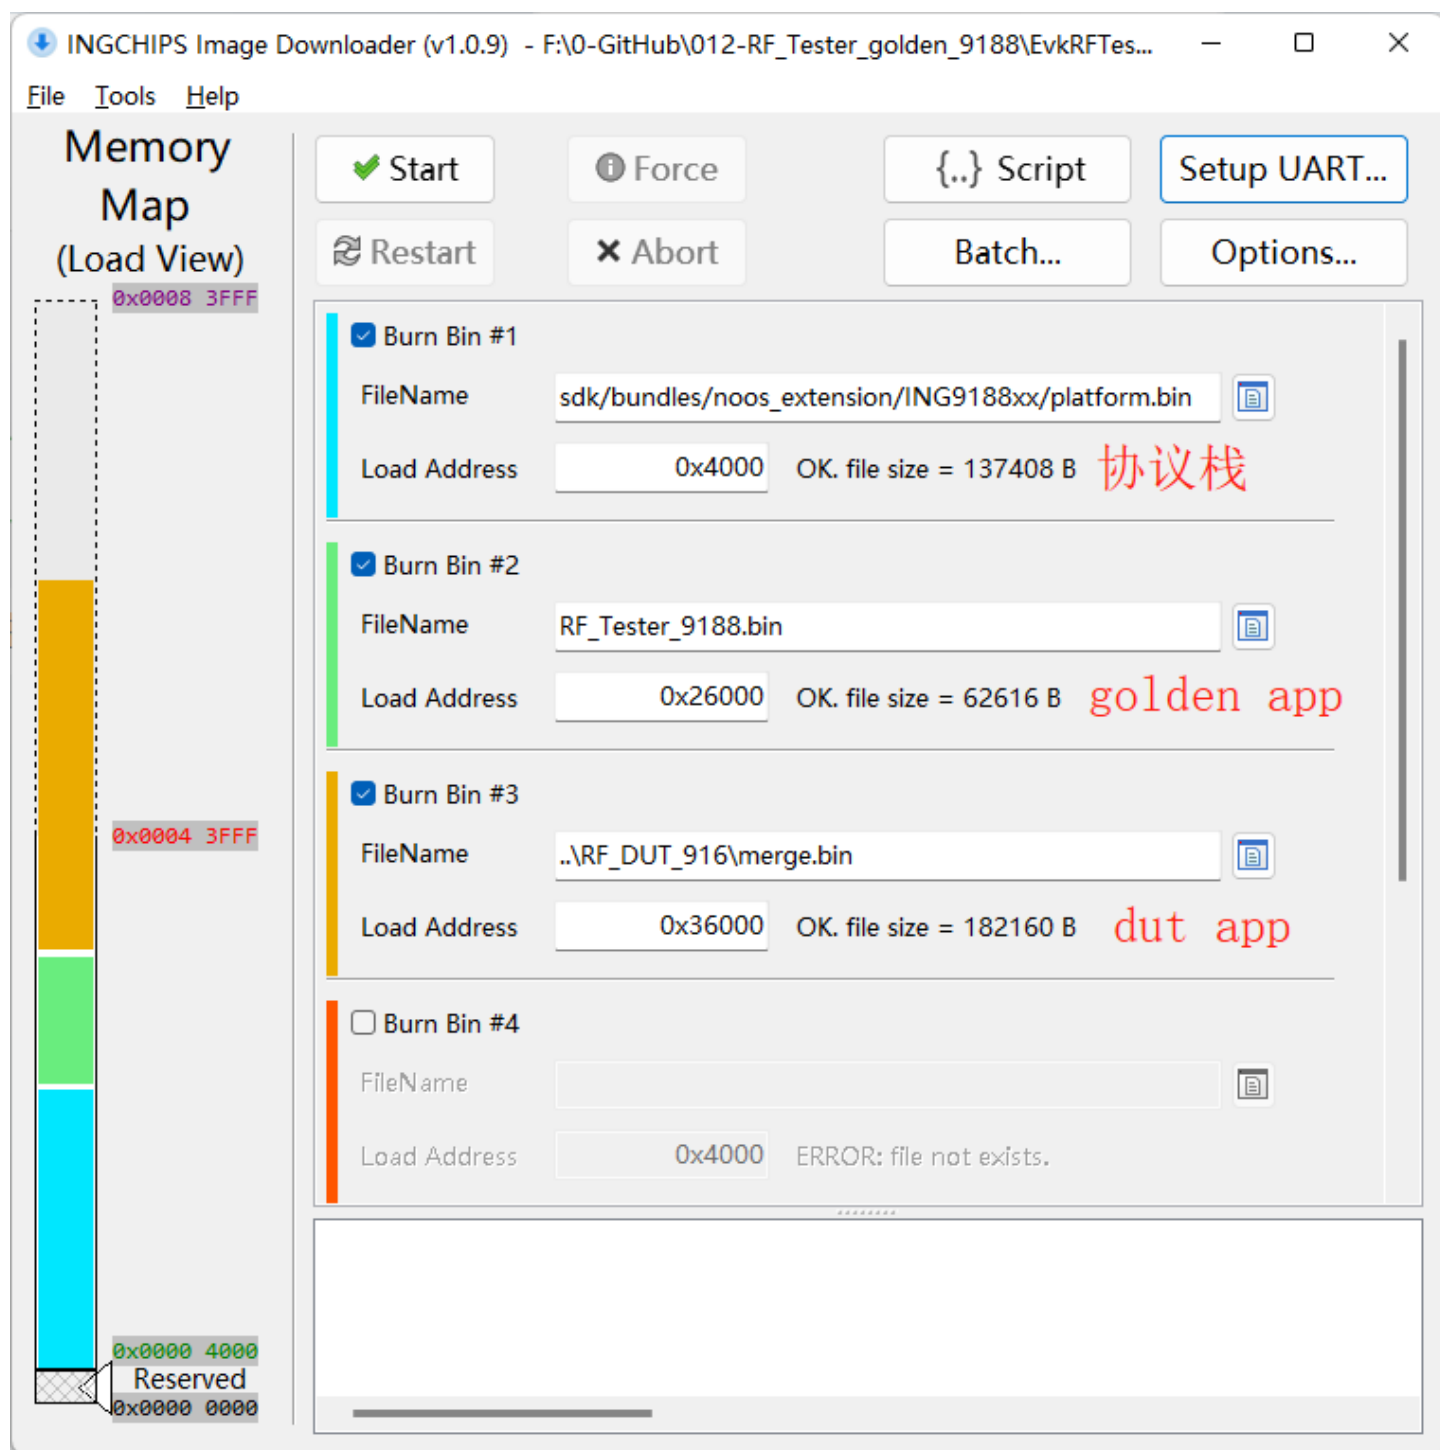 INGCHIPS Image Downloader (v1.0.9) - F:\0-GitHub\012-RF_Tester_golden_9188\EvkRFTes...
File Tools Help
Memory
Map
(Load View)
0x0008 3FFF
0x0004 3FFF
0x0000 4000
Reserved
0x0000 0000
Start Force {..} Script Setup UART...
Restart Abort Batch... Options...
Burn Bin #1
FileName sdk/bundles/noos_extension/ING9188xx/platform.bin
Load Address 0x4000 OK. file size = 137408 B 协议栈
Burn Bin #2
FileName RF_Tester_9188.bin
Load Address 0x26000 OK. file size = 62616 B golden app
Burn Bin #3
FileName ..\RF_DUT_916\merge.bin
Load Address 0x36000 OK. file size = 182160 B dut app
Burn Bin #4
FileName
Load Address 0x4000 ERROR: file not exists.